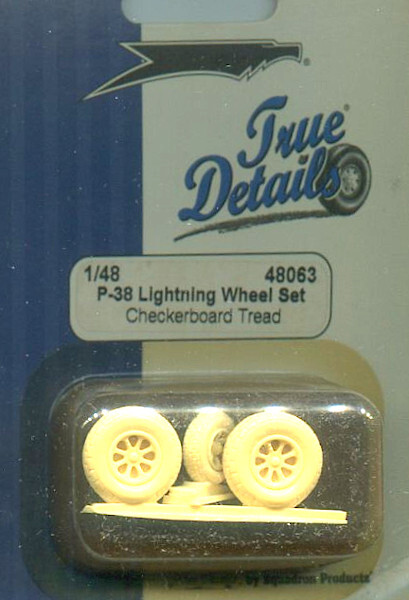 True
Details
1/48 48063
P-38 Lightning Wheel Set
Checkerboard Tread
by Squadron Products